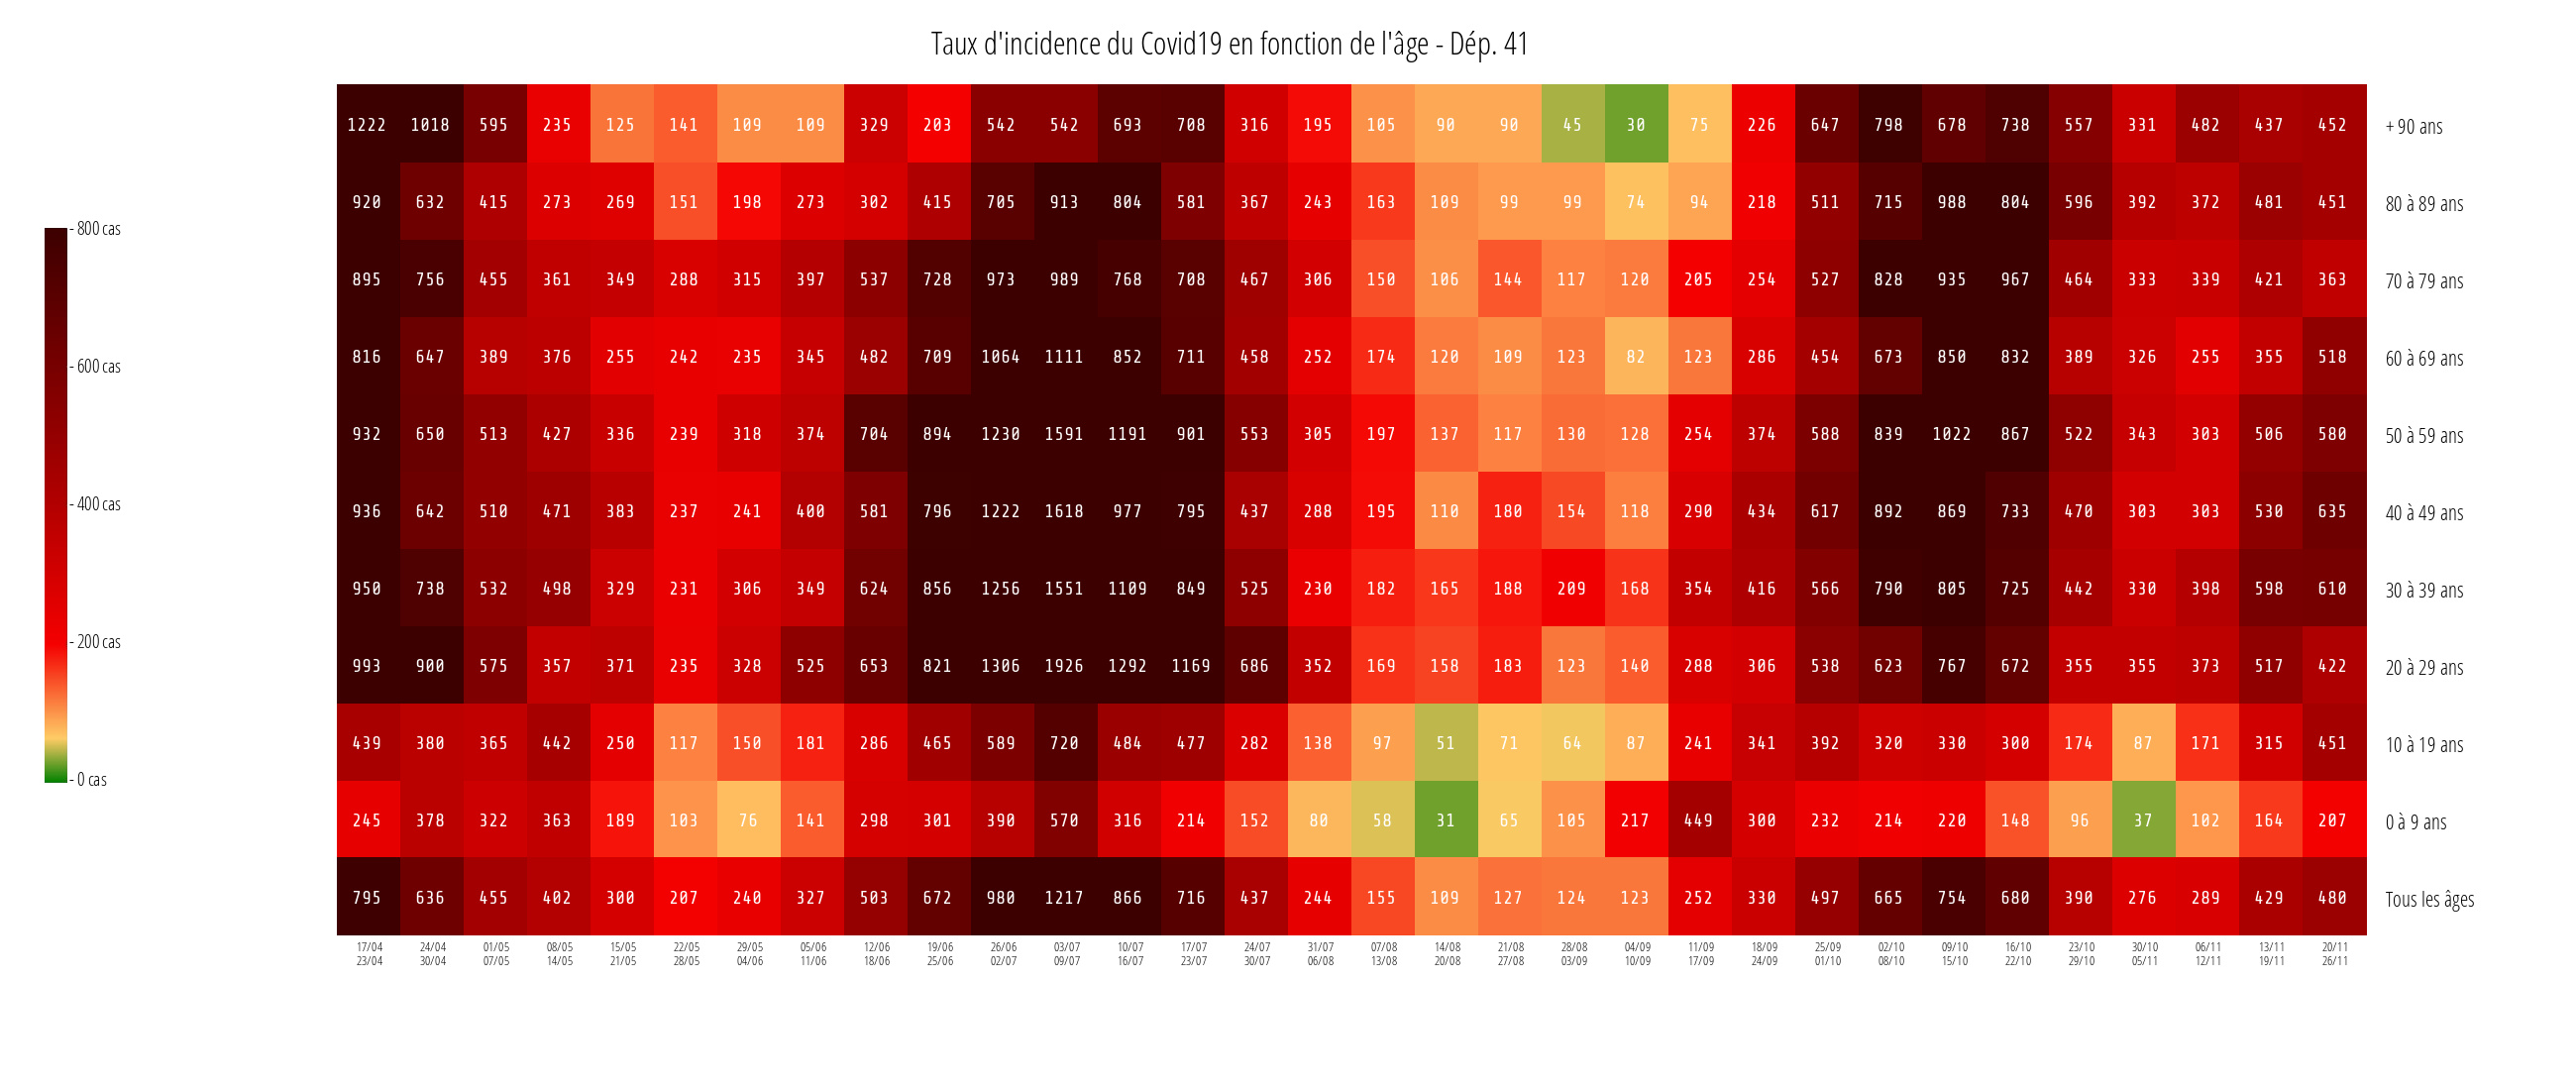 Taux d'incidence du Covid19 en fonction de l'âge - Dép. 41
- 800 cas
- 600 cas
- 400 cas
- 200 cas
- 0 cas
1222 1018 595 235 125 141 109 109 329 203 542 542 693 708 316 195 105 90 90 45 30 75 226 647 798 678 738 557 331 482 437 452 + 90 ans
920 632 415 273 269 151 198 273 302 415 705 913 804 581 367 243 163 109 99 99 74 94 218 511 715 988 804 596 392 372 481 451 80 à 89 ans
895 756 455 361 349 288 315 397 537 728 973 989 768 708 467 306 150 106 144 117 120 205 254 527 828 935 967 464 333 339 421 363 70 à 79 ans
816 647 389 376 255 242 235 345 482 709 1064 1111 852 711 458 252 174 120 109 123 82 123 286 454 673 850 832 389 326 255 355 518 60 à 69 ans
932 650 513 427 336 239 318 374 704 894 1230 1591 1191 901 553 305 197 137 117 130 128 254 374 588 839 1022 867 522 343 303 506 580 50 à 59 ans
936 642 510 471 383 237 241 400 581 796 1222 1618 977 795 437 288 195 110 180 154 118 290 434 617 892 869 733 470 303 303 530 635 40 à 49 ans
950 738 532 498 329 231 306 349 624 856 1256 1551 1109 849 525 230 182 165 188 209 168 354 416 566 790 805 725 442 330 398 598 610 30 à 39 ans
993 900 575 357 371 235 328 525 653 821 1306 1926 1292 1169 686 352 169 158 183 123 140 288 306 538 623 767 672 355 355 373 517 422 20 à 29 ans
439 380 365 442 250 117 150 181 286 465 589 720 484 477 282 138 97 51 71 64 87 241 341 392 320 330 300 174 87 171 315 451 10 à 19 ans
245 378 322 363 189 103 76 141 298 301 390 570 316 214 152 80 58 31 65 105 217 449 300 232 214 220 148 96 37 102 164 207 0 à 9 ans
795 636 455 402 300 207 240 327 503 672 980 1217 866 716 437 244 155 109 127 124 123 252 330 497 665 754 680 390 276 289 429 480 Tous les âges
17/04 24/04 01/05 08/05 15/05 22/05 29/05 05/06 12/06 19/06 26/06 03/07 10/07 17/07 24/07 31/07 07/08 14/08 21/08 28/08 04/09 11/09 18/09 25/09 02/10 09/10 16/10 23/10 30/10 06/11 13/11 20/11
23/04 30/04 07/05 14/05 21/05 28/05 04/06 11/06 18/06 25/06 02/07 09/07 16/07 23/07 30/07 06/08 13/08 20/08 27/08 03/09 10/09 17/09 24/09 01/10 08/10 15/10 22/10 29/10 05/11 12/11 19/11 26/11